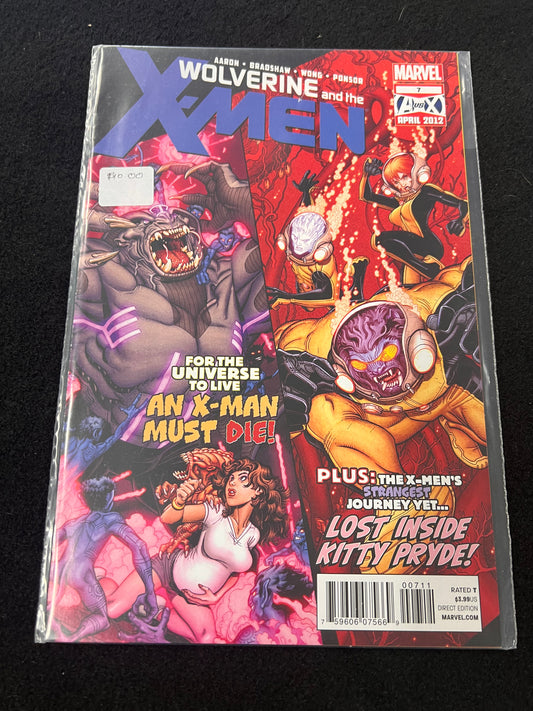 AARON • BRADSHAW • WONG • PONSOR
WOLVERINE and the
X-MEN
MARVEL
7
AVSX
APRIL 2012
$10.00
FOR THE
UNIVERSE
TO LIVE
AN X-MAN
MUST DIE!
PLUS: THE X-MEN'S
STRANGEST
JOURNEY YET...
LOST INSIDE
KITTY PRYDE!
00711
7 59606 07566 9
RATED T
$3.99US
DIRECT EDITION
MARVEL.COM